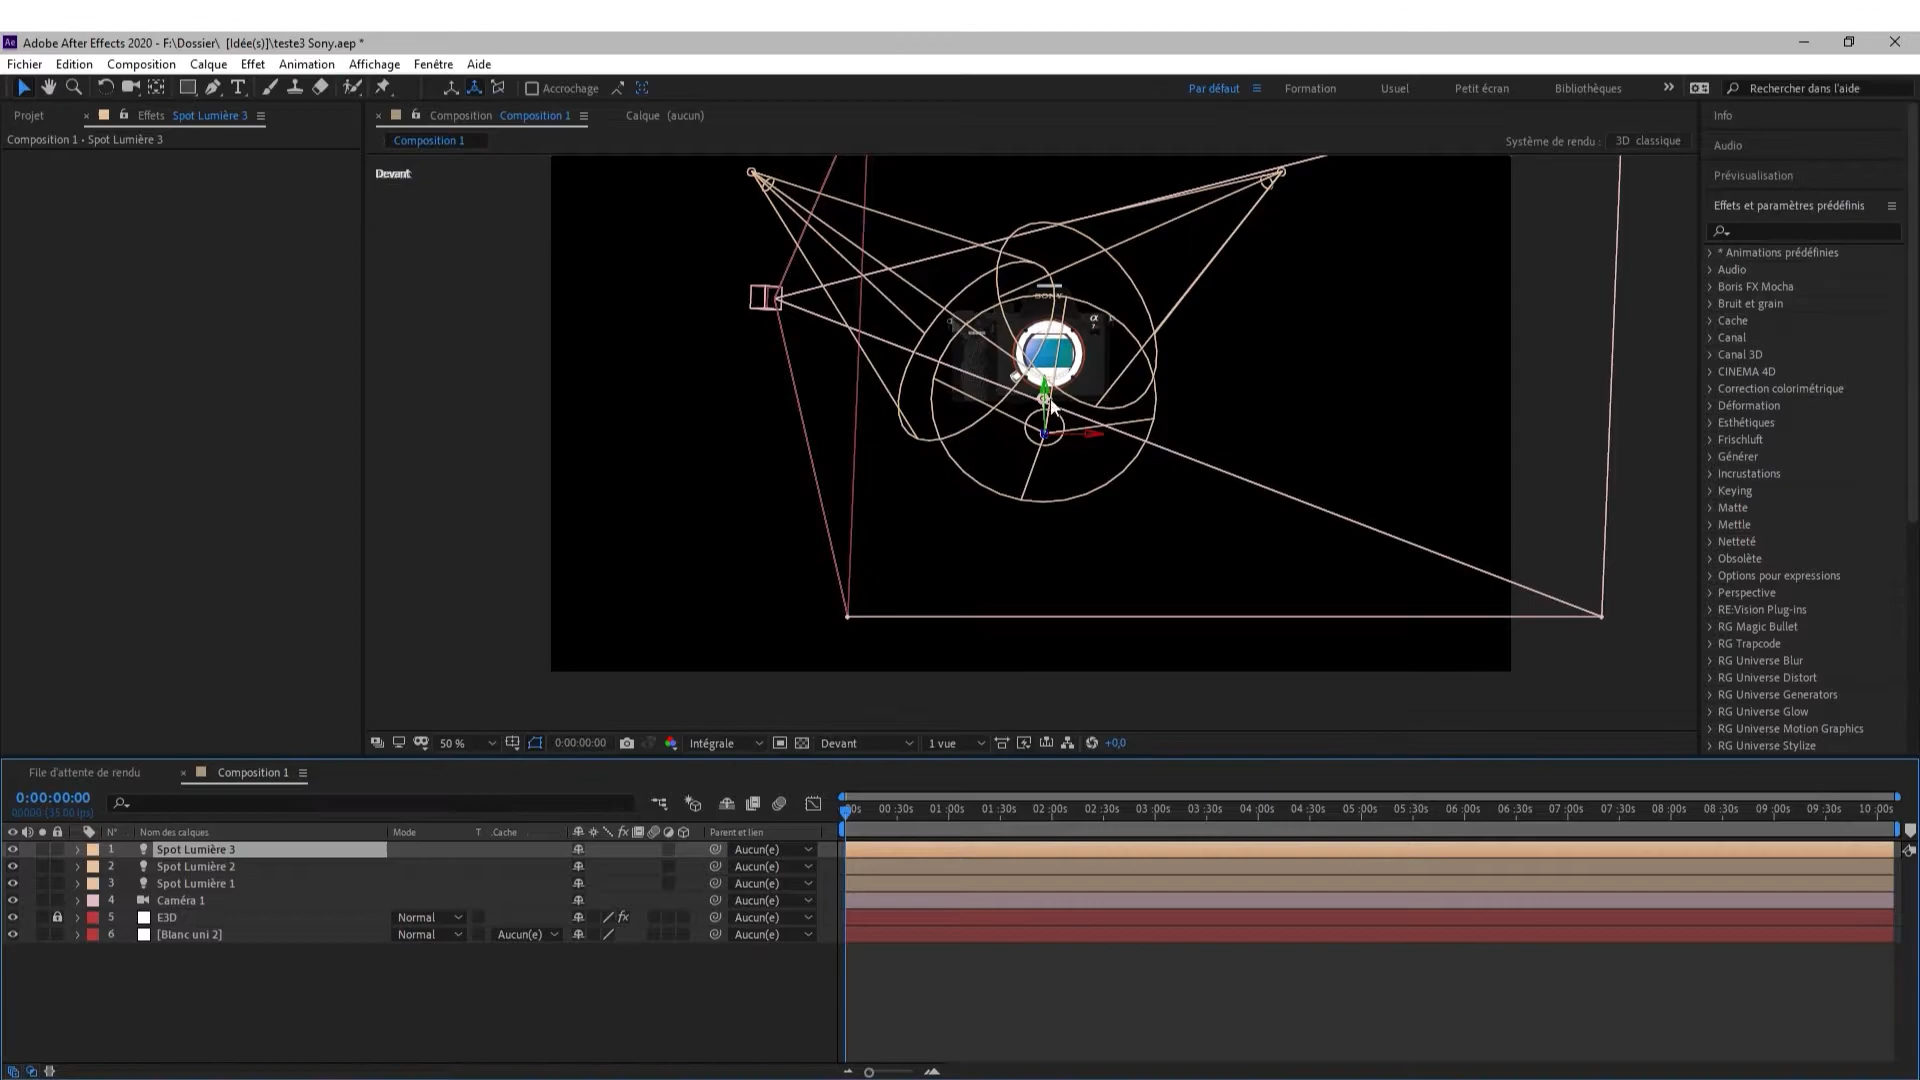 Ae Adobe After Effects 2020 - F:\Dossier\ [Idée(s)]\teste3 Sony.aep *
Fichier Edition Composition Calque Effet Animation Affichage Fenêtre Aide
Accrochage Par défaut Formation Usuel Petit écran Bibliothèques » Rechercher dans l'aide
Projet × Effets Spot Lumière 3 × Composition Composition 1 Calque (aucun) Info
Composition 1 • Spot Lumière 3 Composition 1 Système de rendu : 3D classique Audio
Devant
Prévisualisation
Effets et paramètres prédéfinis
* Animations prédéfinies
Audio
Boris FX Mocha
Bruit et grain
Cache
Canal
Canal 3D
CINEMA 4D
Correction colorimétrique
Déformation
Esthétiques
Frischluft
Générer
Incrustations
Keying
Matte
Mettle
Netteté
Obsolète
Options pour expressions
Perspective
RE:Vision Plug-ins
RG Magic Bullet
RG Trapcode
RG Universe Blur
RG Universe Distort
RG Universe Generators
RG Universe Glow
RG Universe Motion Graphics
RG Universe Stylize
SONY
α
50 % 0:00:00:00 Intégrale Devant 1 vue +0,0
File d'attente de rendu × Composition 1
0:00:00:00
00000 (35.00 ips)
00s 00:30s 01:00s 01:30s 02:00s 02:30s 03:00s 03:30s 04:00s 04:30s 05:00s 05:30s 06:00s 06:30s 07:00s 07:30s 08:00s 08:30s 09:00s 09:30s 10:00s
N° Nom des calques Mode T .Cache fx Parent et lien
1 Spot Lumière 3 Aucun(e)
2 Spot Lumière 2 Aucun(e)
3 Spot Lumière 1 Aucun(e)
4 Caméra 1 Aucun(e)
5 E3D Normal fx Aucun(e)
6 [Blanc uni 2] Normal Aucun(e) Aucun(e)